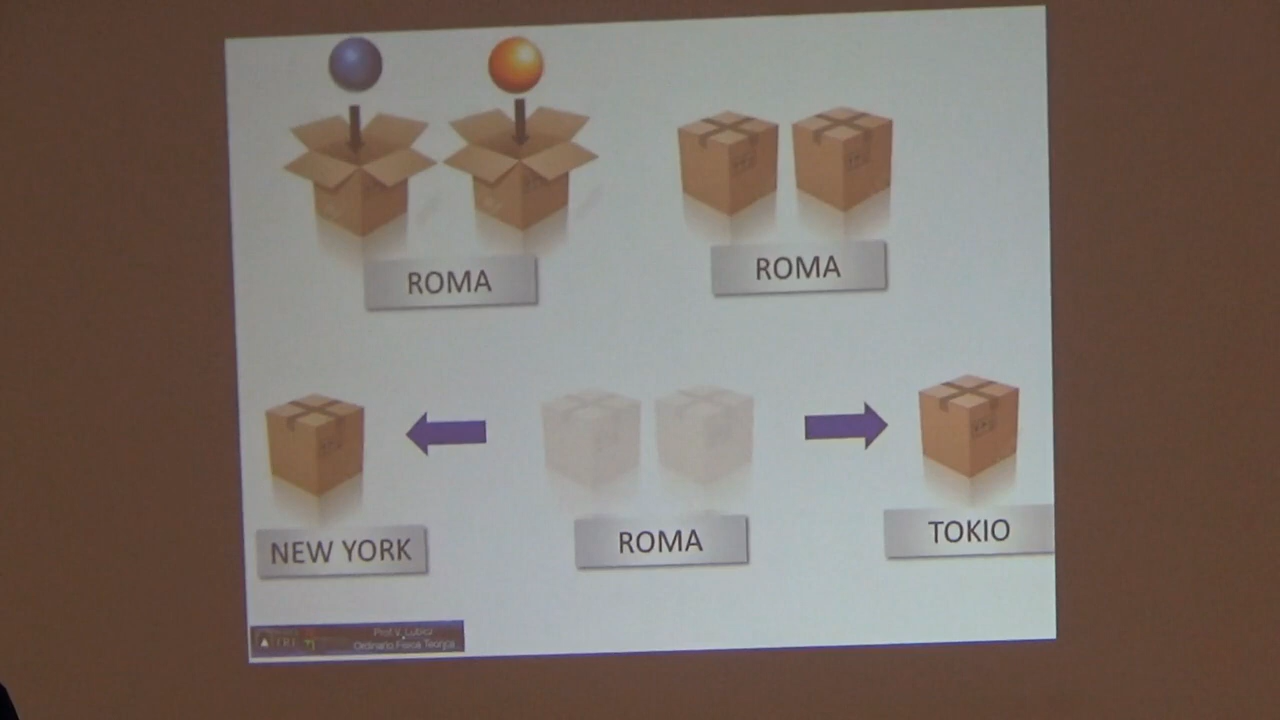 ROMA
ROMA
NEW YORK
ROMA
TOKIO
Prof V. Lubicz
Ordinario Fisica Teorica